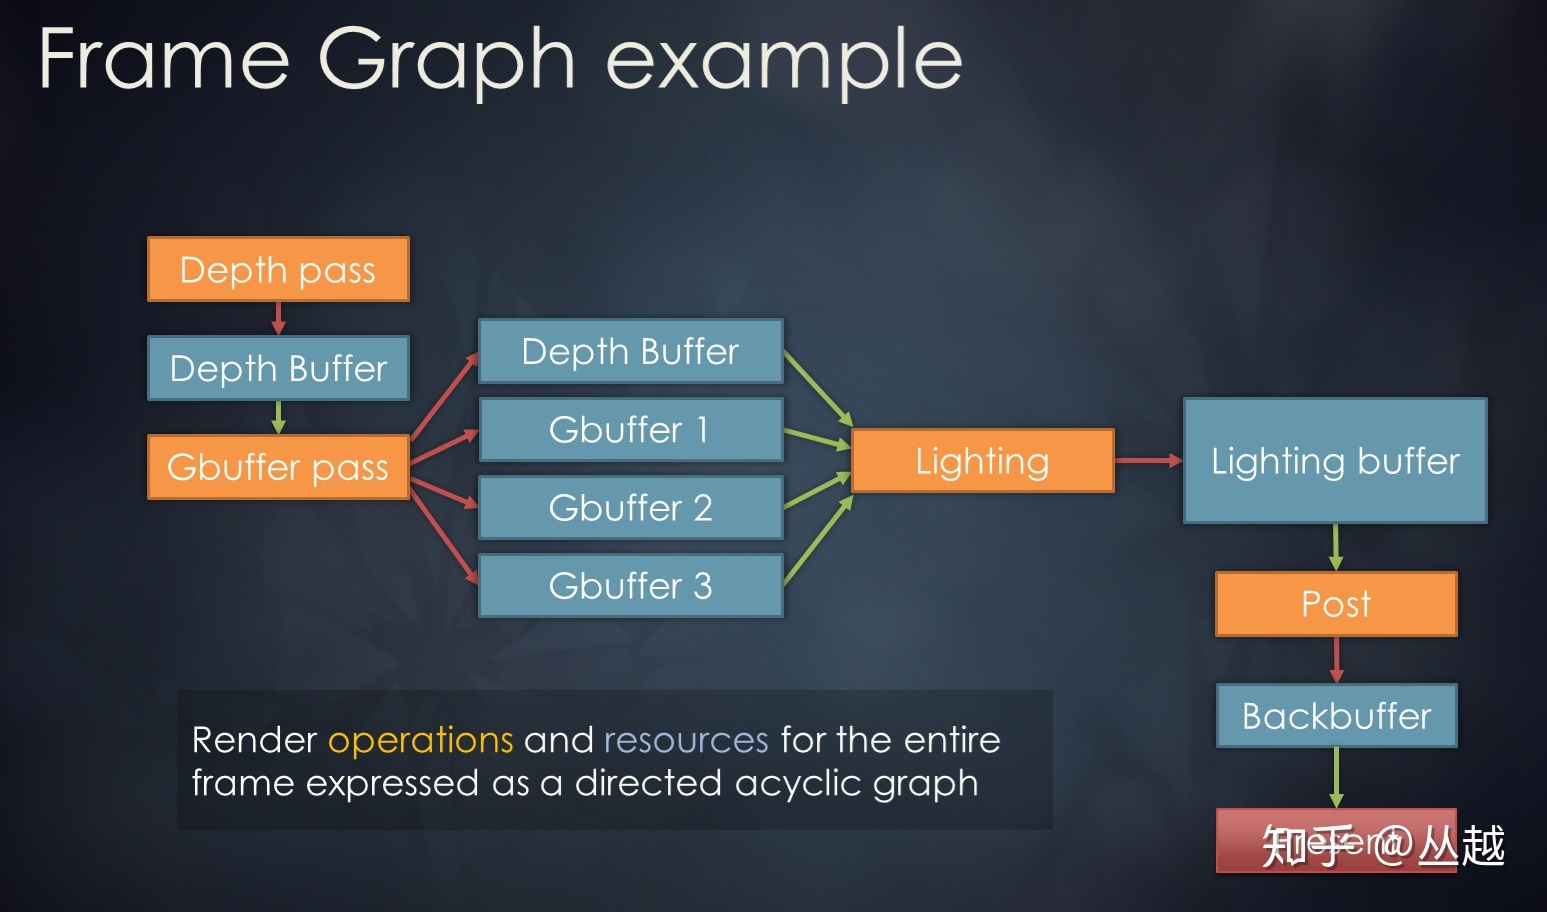 Frame Graph example
Depth pass
Depth Buffer
Gbuffer pass
Depth Buffer
Gbuffer 1
Gbuffer 2
Gbuffer 3
Lighting
Lighting buffer
Post
Backbuffer
Present
知乎 @丛越
Render operations and resources for the entire
frame expressed as a directed acyclic graph